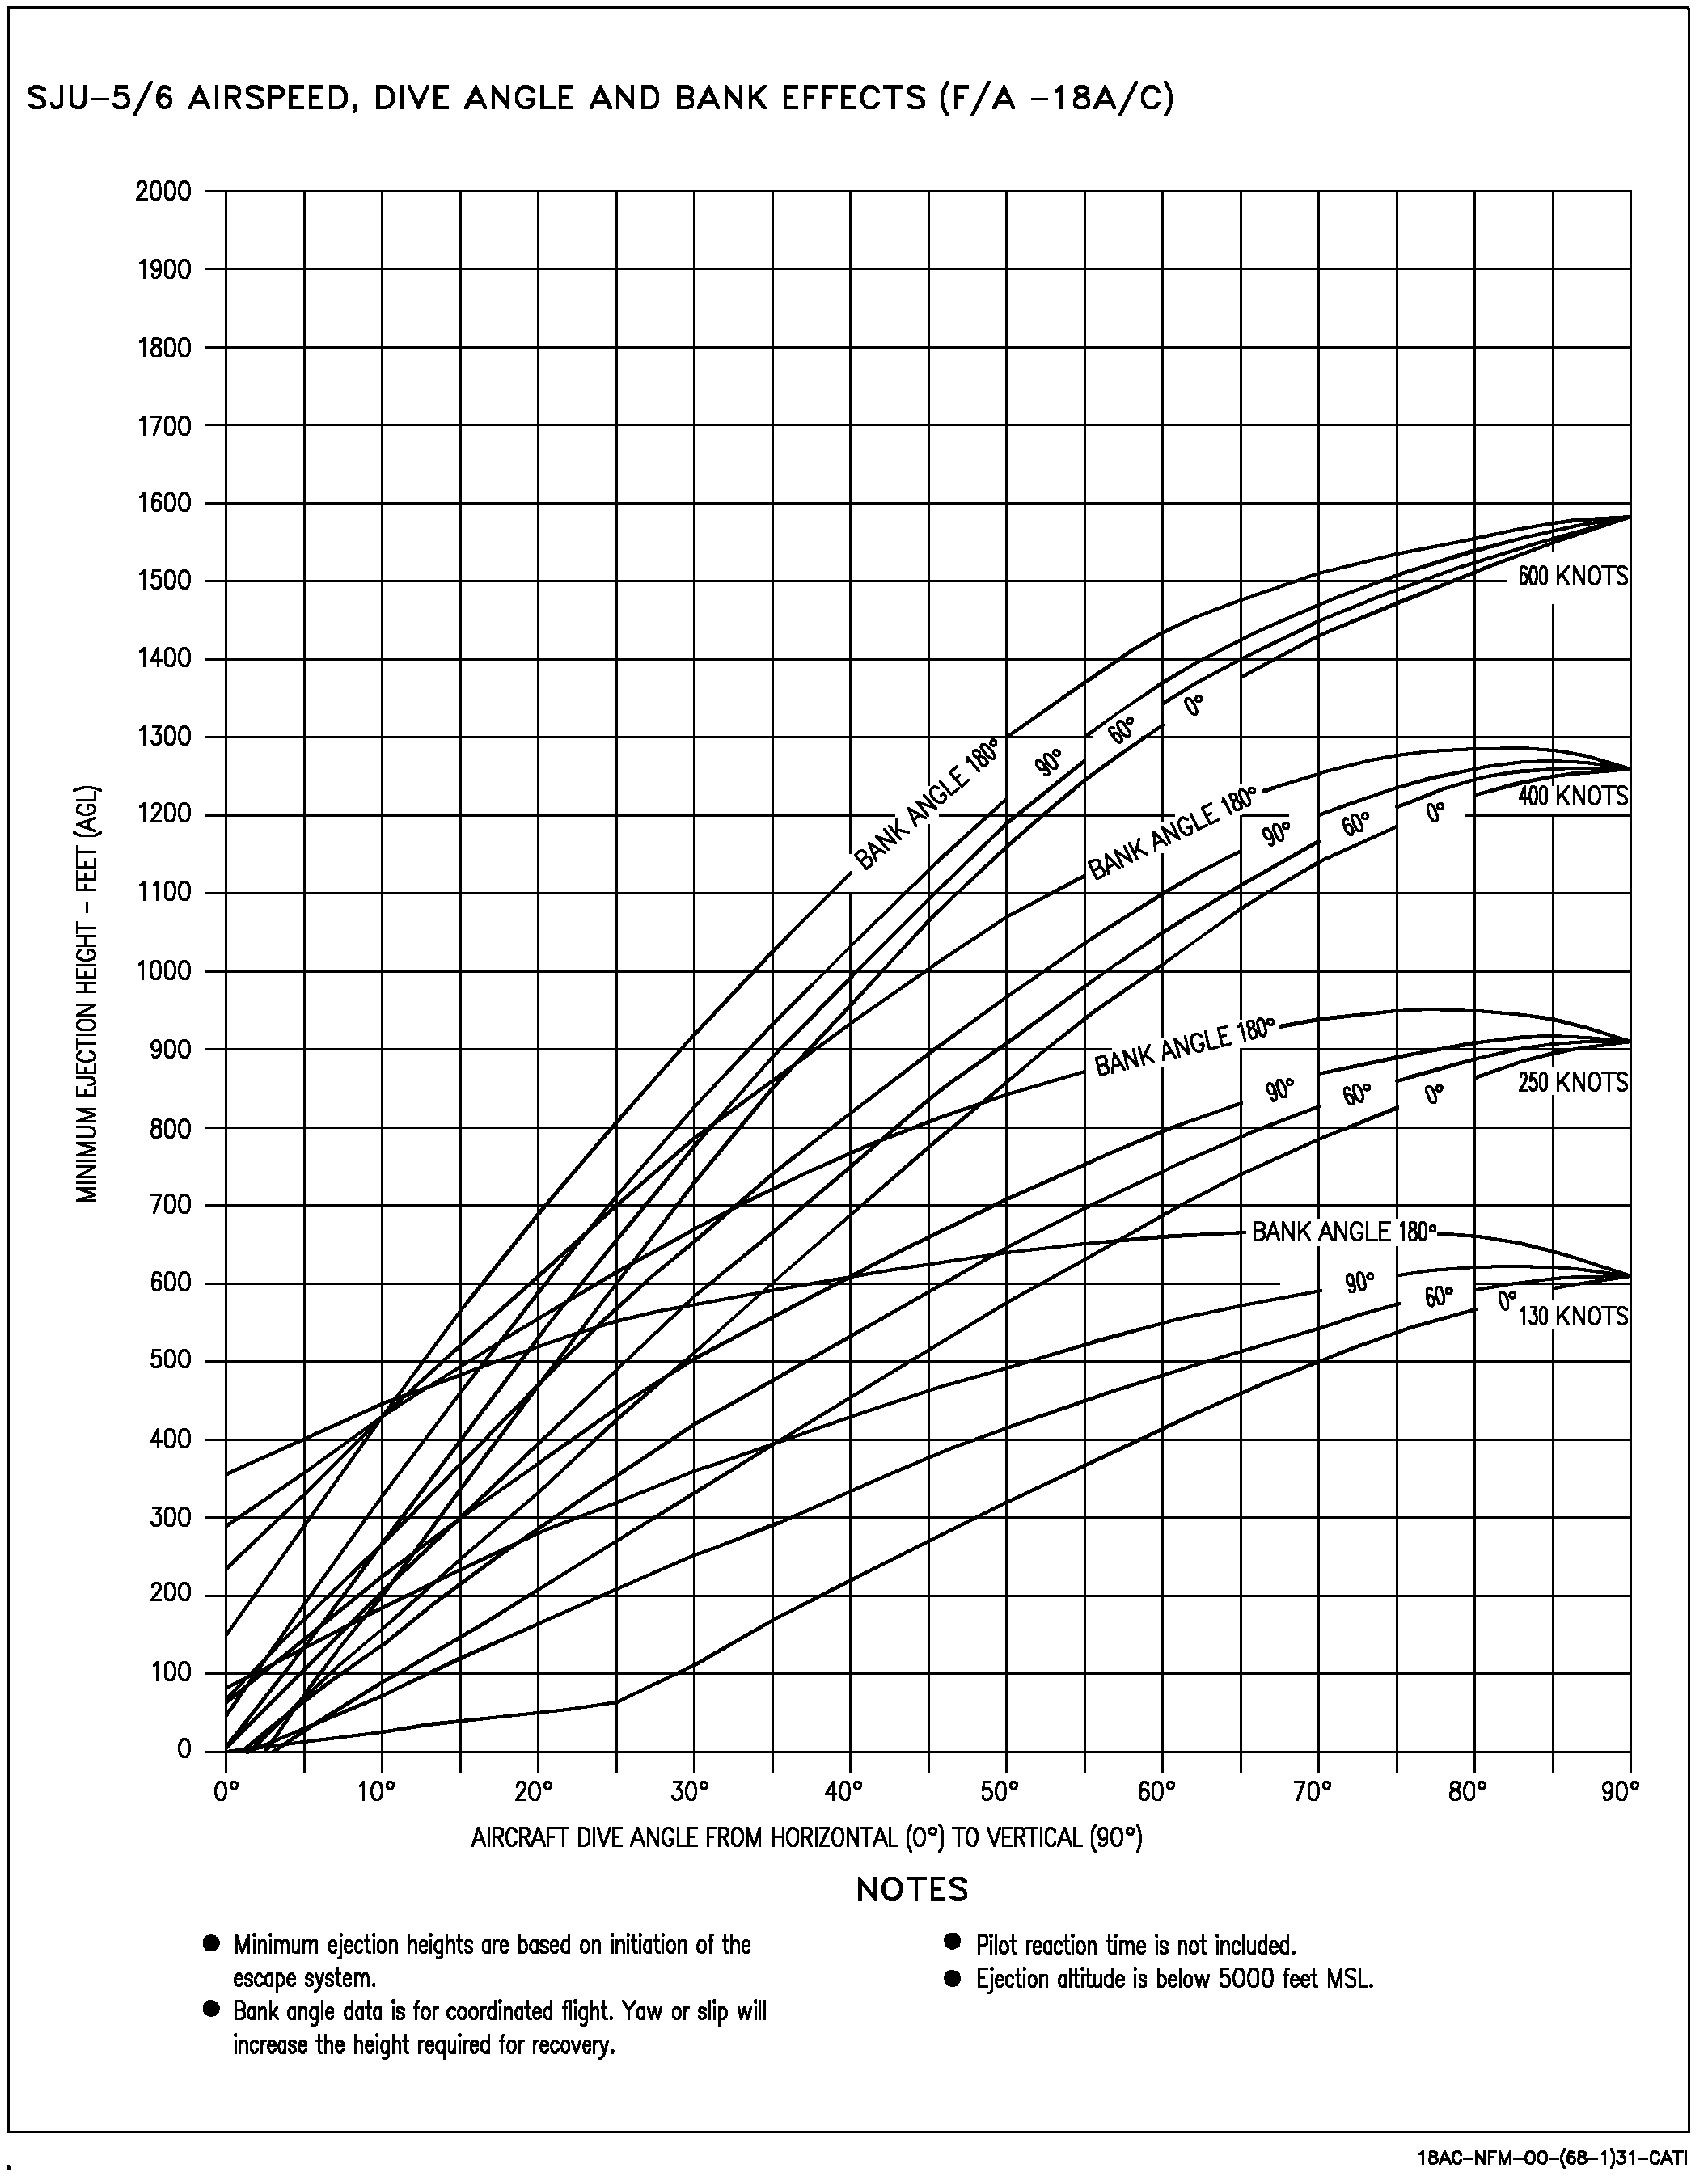 SJU-5/6 AIRSPEED, DIVE ANGLE AND BANK EFFECTS (F/A -18A/C)
2000
1900
1800
1700
1600
1500
1400
1300
1200
1100
1000
900
800
700
600
500
400
300
200
100
0
MINIMUM EJECTION HEIGHT - FEET (AGL)
600 KNOTS
BANK ANGLE 180°
90°
60°
0°
400 KNOTS
BANK ANGLE 180°
90°
60°
0°
250 KNOTS
BANK ANGLE 180°
90°
60°
0°
130 KNOTS
BANK ANGLE 180°
90°
60°
0°
0° 10° 20° 30° 40° 50° 60° 70° 80° 90°
AIRCRAFT DIVE ANGLE FROM HORIZONTAL (0°) TO VERTICAL (90°)
NOTES
● Minimum ejection heights are based on initiation of the
escape system.
● Bank angle data is for coordinated flight. Yaw or slip will
increase the height required for recovery.
● Pilot reaction time is not included.
● Ejection altitude is below 5000 feet MSL.
18AC-NFM-00-(68-1)31-CATI